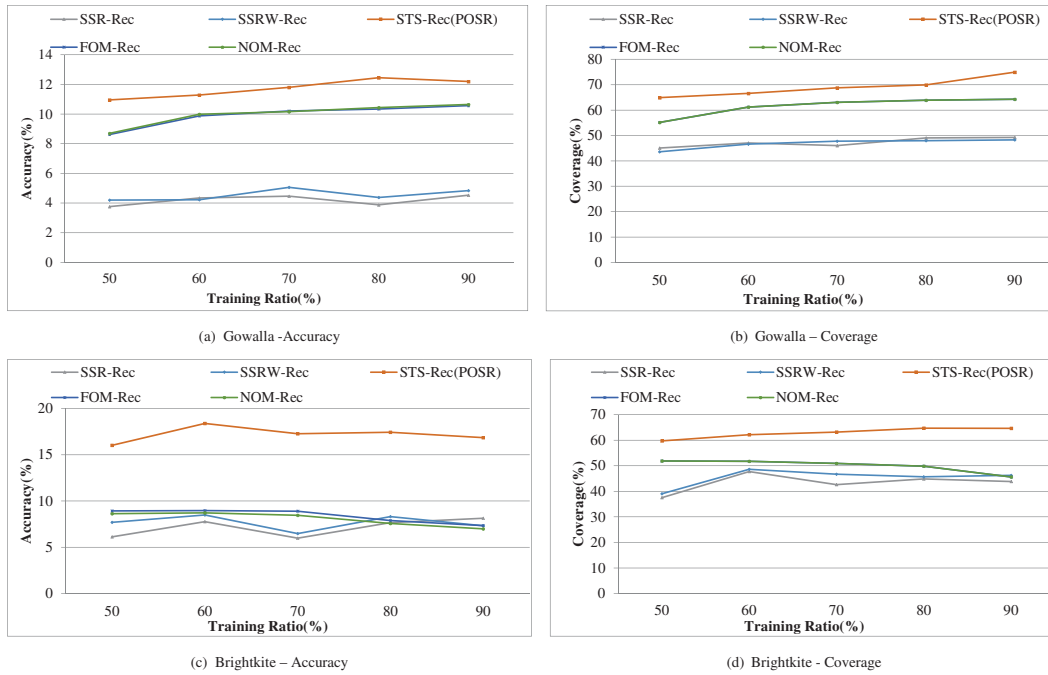 SSR-Rec SSRW-Rec STS-Rec(POSR)
FOM-Rec NOM-Rec
14
12
10
8
6
4
2
0
Accuracy(%)
50 60 70 80 90
Training Ratio(%)
(a) Gowalla -Accuracy
SSR-Rec SSRW-Rec STS-Rec(POSR)
FOM-Rec NOM-Rec
80
70
60
50
40
30
20
10
0
Coverage(%)
50 60 70 80 90
Training Ratio(%)
(b) Gowalla – Coverage
SSR-Rec SSRW-Rec STS-Rec(POSR)
FOM-Rec NOM-Rec
20
15
10
5
0
Accuracy(%)
50 60 70 80 90
Training Ratio(%)
(c) Brightkite – Accuracy
SSR-Rec SSRW-Rec STS-Rec(POSR)
FOM-Rec NOM-Rec
70
60
50
40
30
20
10
0
Coverage(%)
50 60 70 80 90
Training Ratio(%)
(d) Brightkite - Coverage